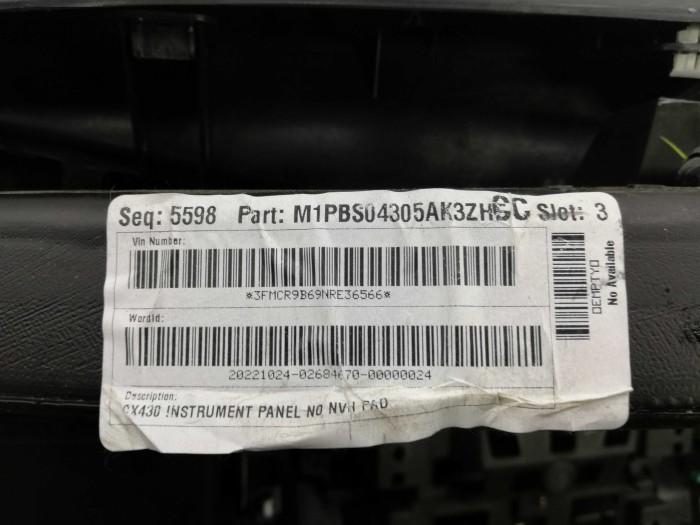 Seq: 5598 Part: M1PBS04305AK3ZHGC Slot: 3
Vin Number:
*3FMCR9B69NRE36566*
WardId:
20221024-02684670-00000024
Description:
CX430 INSTRUMENT PANEL NO NVH PAD
DEMPTYD
No Available